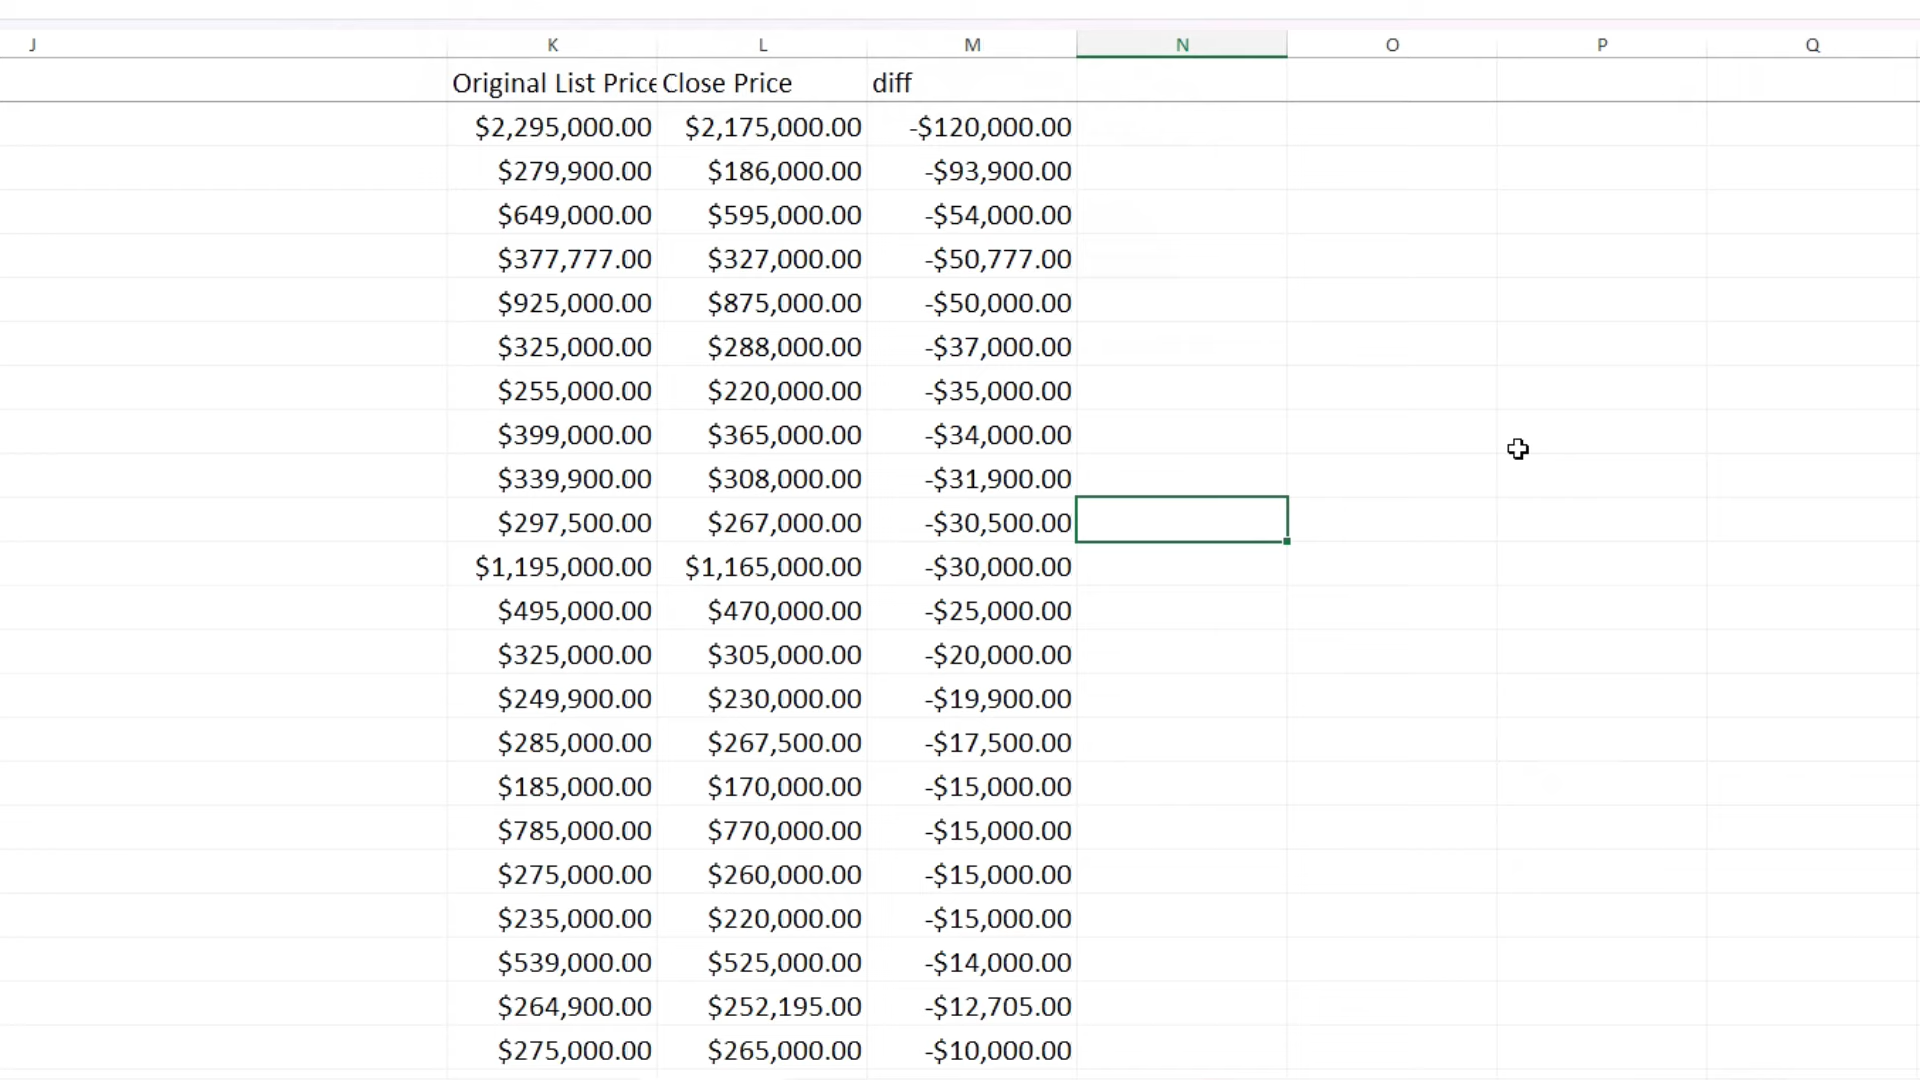 J K L M N O P Q
Original List Price Close Price diff
$2,295,000.00 $2,175,000.00 -$120,000.00
$279,900.00 $186,000.00 -$93,900.00
$649,000.00 $595,000.00 -$54,000.00
$377,777.00 $327,000.00 -$50,777.00
$925,000.00 $875,000.00 -$50,000.00
$325,000.00 $288,000.00 -$37,000.00
$255,000.00 $220,000.00 -$35,000.00
$399,000.00 $365,000.00 -$34,000.00
$339,900.00 $308,000.00 -$31,900.00
$297,500.00 $267,000.00 -$30,500.00
$1,195,000.00 $1,165,000.00 -$30,000.00
$495,000.00 $470,000.00 -$25,000.00
$325,000.00 $305,000.00 -$20,000.00
$249,900.00 $230,000.00 -$19,900.00
$285,000.00 $267,500.00 -$17,500.00
$185,000.00 $170,000.00 -$15,000.00
$785,000.00 $770,000.00 -$15,000.00
$275,000.00 $260,000.00 -$15,000.00
$235,000.00 $220,000.00 -$15,000.00
$539,000.00 $525,000.00 -$14,000.00
$264,900.00 $252,195.00 -$12,705.00
$275,000.00 $265,000.00 -$10,000.00